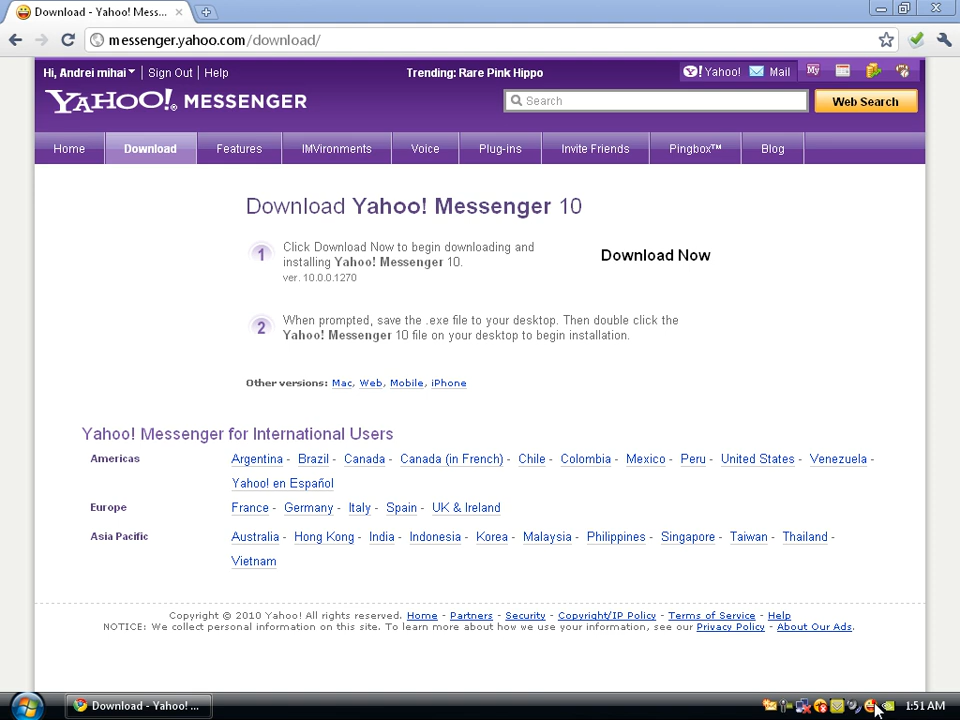 Download - Yahoo! Mess...
messenger.yahoo.com/download/
Hi, Andrei mihai | Sign Out | Help
Trending: Rare Pink Hippo
Y! Yahoo! Mail My
YAHOO! MESSENGER
Search
Web Search
Home Download Features IMVironments Voice Plug-ins Invite Friends Pingbox™ Blog
Download Yahoo! Messenger 10
1
Click Download Now to begin downloading and
installing Yahoo! Messenger 10.
ver. 10.0.0.1270
Download Now
2
When prompted, save the .exe file to your desktop. Then double click the
Yahoo! Messenger 10 file on your desktop to begin installation.
Other versions: Mac, Web, Mobile, iPhone
Yahoo! Messenger for International Users
Americas
Argentina - Brazil - Canada - Canada (in French) - Chile - Colombia - Mexico - Peru - United States - Venezuela -
Yahoo! en Español
Europe
France - Germany - Italy - Spain - UK & Ireland
Asia Pacific
Australia - Hong Kong - India - Indonesia - Korea - Malaysia - Philippines - Singapore - Taiwan - Thailand -
Vietnam
Copyright © 2010 Yahoo! All rights reserved. Home - Partners - Security - Copyright/IP Policy - Terms of Service - Help
NOTICE: We collect personal information on this site. To learn more about how we use your information, see our Privacy Policy - About Our Ads.
Download - Yahoo! ...
1:51 AM